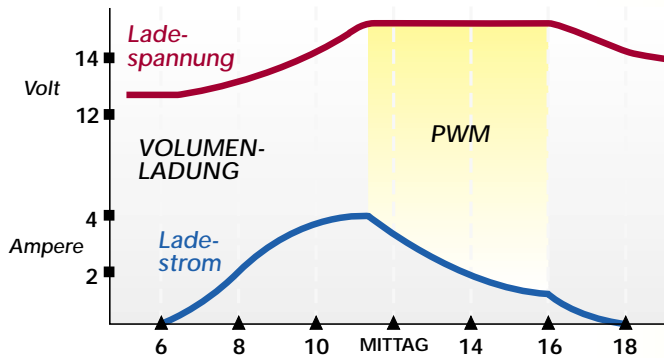 Lade-
spannung
14
Volt
12
VOLUMEN-
LADUNG
PWM
4
Ampere
Lade-
strom
2
6 8 10 MITTAG 14 16 18